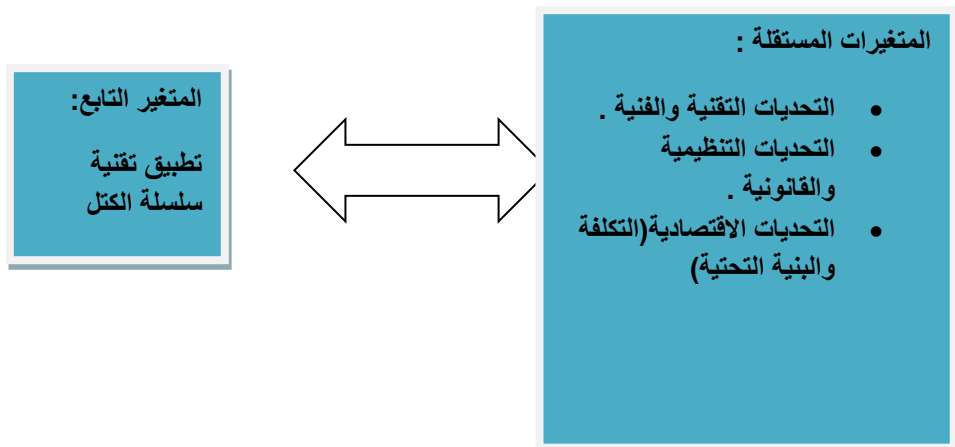 المتغيرات المستقلة :
• التحديات التقنية والفنية .
• التحديات التنظيمية
والقانونية .
• التحديات الاقتصادية(التكلفة
والبنية التحتية)
المتغير التابع:
تطبيق تقنية
سلسلة الكتل